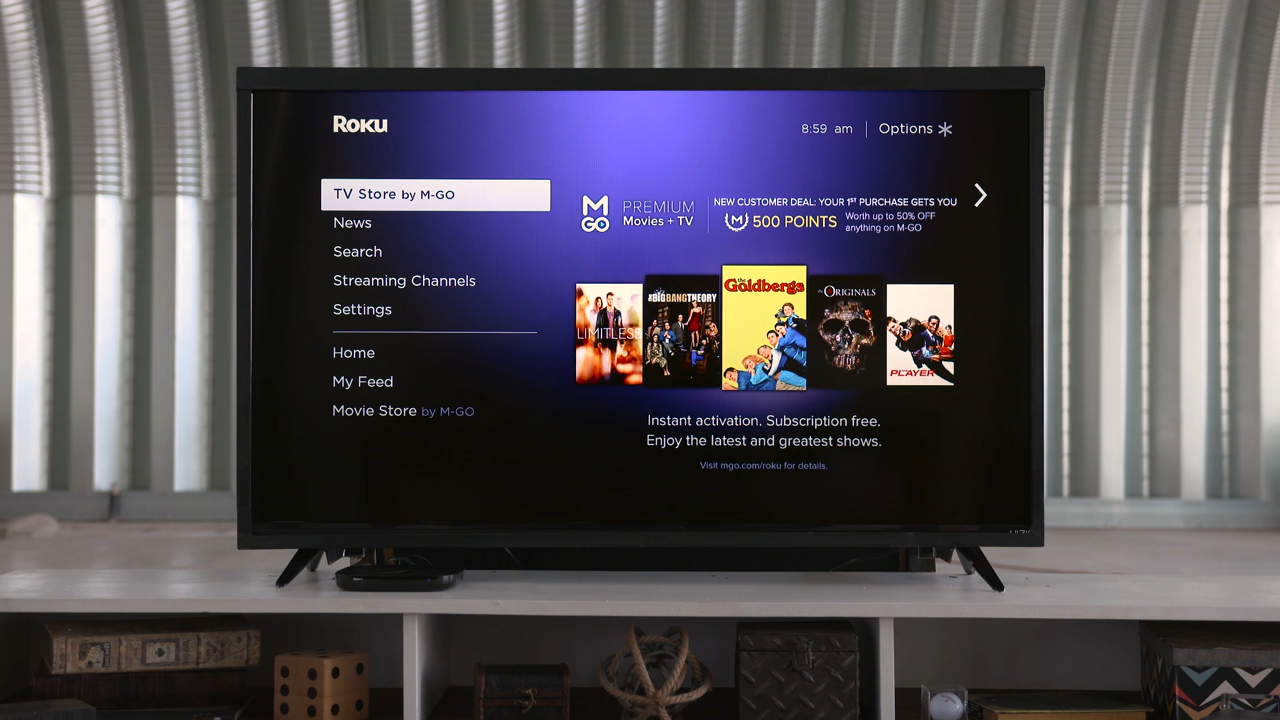 Roku
8:59 am
Options
TV Store by M-GO
News
Search
Streaming Channels
Settings
Home
My Feed
Movie Store by M-GO
M
GO
PREMIUM
Movies + TV
NEW CUSTOMER DEAL: YOUR 1ST PURCHASE GETS YOU
M
500 POINTS
Worth up to 50% OFF
anything on M-GO
LIMITLESS
THE BIG BANG THEORY
the
Goldbergs
the ORIGINALS
PLAYER
Instant activation. Subscription free.
Enjoy the latest and greatest shows.
Visit mgo.com/roku for details.